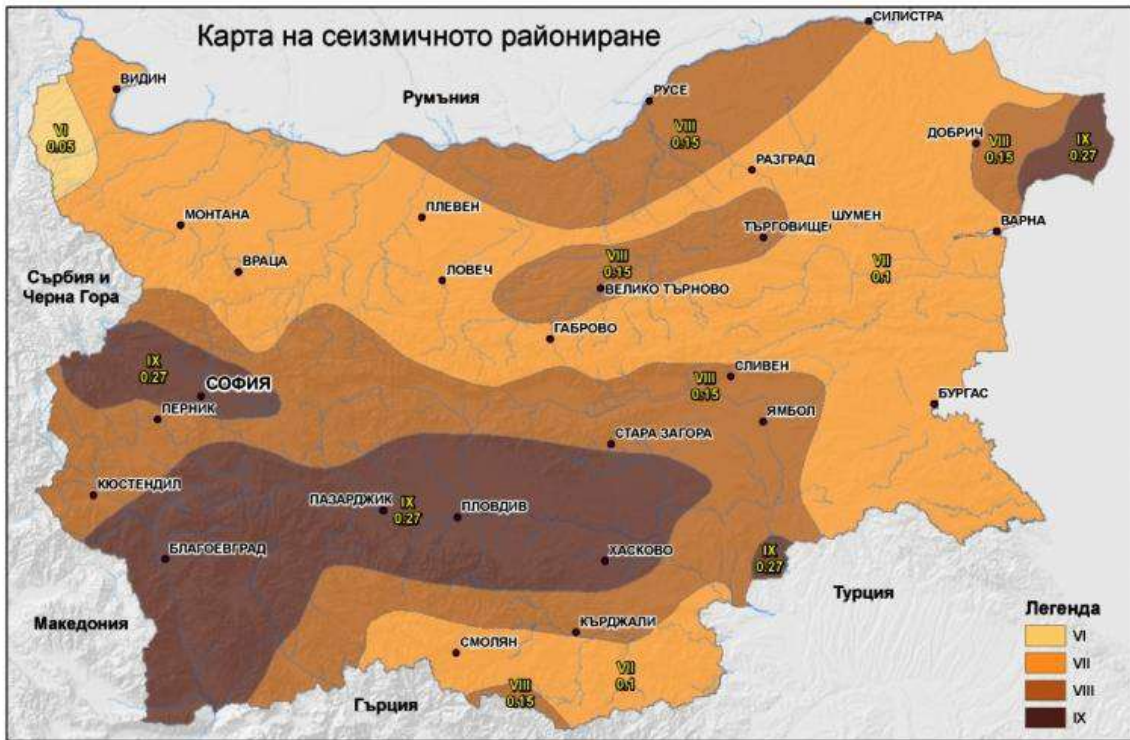 Карта на сеизмичното райониране
СИЛИСТРА
ВИДИН
Румъния
РУСЕ
VI
0.05
VIII
0.15
ДОБРИЧ
VIII
0.15
IX
0.27
РАЗГРАД
МОНТАНА
ПЛЕВЕН
ШУМЕН
ТЪРГОВИЩЕ
ВАРНА
ВРАЦА
ЛОВЕЧ
VIII
0.15
VII
0.1
Сърбия и
Черна Гора
ВЕЛИКО ТЪРНОВО
ГАБРОВО
IX
0.27
СОФИЯ
VIII
0.15
СЛИВЕН
БУРГАС
ПЕРНИК
ЯМБОЛ
СТАРА ЗАГОРА
КЮСТЕНДИЛ
ПАЗАРДЖИК
IX
0.27
ПЛОВДИВ
БЛАГОЕВГРАД
ХАСКОВО
IX
0.27
Турция
Македония
КЪРДЖАЛИ
СМОЛЯН
VII
0.1
VIII
0.15
Гърция
Легенда
VI
VII
VIII
IX